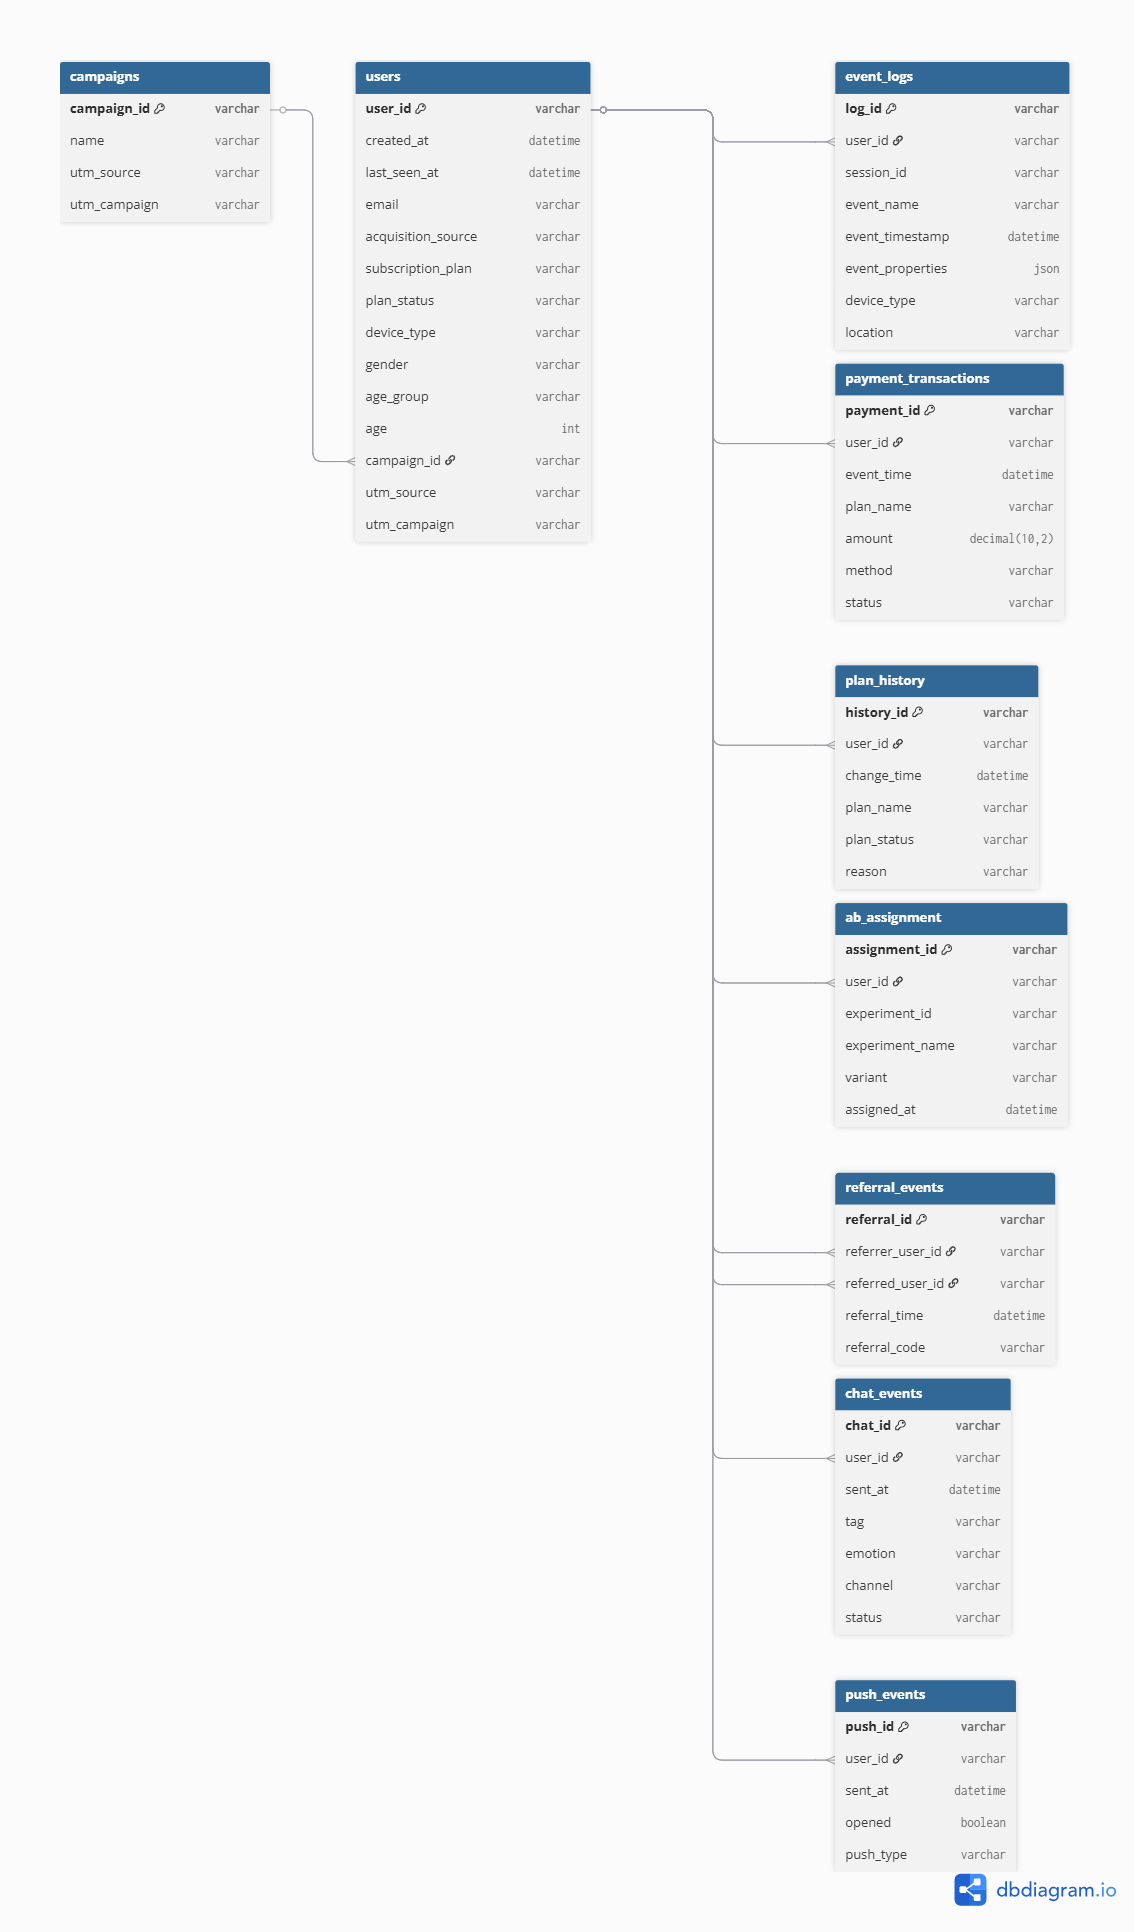 campaigns
campaign_id varchar
name varchar
utm_source varchar
utm_campaign varchar
users
user_id varchar
created_at datetime
last_seen_at datetime
email varchar
acquisition_source varchar
subscription_plan varchar
plan_status varchar
device_type varchar
gender varchar
age_group varchar
age int
campaign_id varchar
utm_source varchar
utm_campaign varchar
event_logs
log_id varchar
user_id varchar
session_id varchar
event_name varchar
event_timestamp datetime
event_properties json
device_type varchar
location varchar
payment_transactions
payment_id varchar
user_id varchar
event_time datetime
plan_name varchar
amount decimal(10,2)
method varchar
status varchar
plan_history
history_id varchar
user_id varchar
change_time datetime
plan_name varchar
plan_status varchar
reason varchar
ab_assignment
assignment_id varchar
user_id varchar
experiment_id varchar
experiment_name varchar
variant varchar
assigned_at datetime
referral_events
referral_id varchar
referrer_user_id varchar
referred_user_id varchar
referral_time datetime
referral_code varchar
chat_events
chat_id varchar
user_id varchar
sent_at datetime
tag varchar
emotion varchar
channel varchar
status varchar
push_events
push_id varchar
user_id varchar
sent_at datetime
opened boolean
push_type varchar
dbdiagram.io